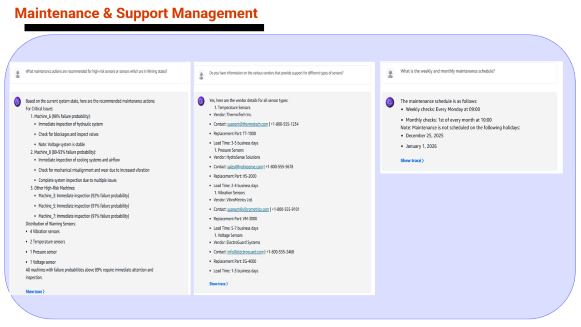 Maintenance & Support Management
What maintenance actions are recommended for high-risk sensors or sensors which are in Warning states?
Based on the current system stats, here are the recommended maintenance actions:
For Critical Issues:
1. Machine_6 (94% failure probability)
• Immediate inspection of hydraulic system
• Check for blockages and inspect valves
• Note: Voltage system is stable
2. Machine_8 (89-93% failure probability):
• Immediate inspection of cooling systems and airflow
• Check for mechanical misalignment and wear due to increased vibration
• Complete system inspection due to multiple issues
3. Other High-Risk Machines:
• Machine_3: Immediate inspection (92% failure probability)
• Machine_5: Immediate inspection (91% failure probability)
• Machine_7: Immediate inspection (91% failure probability)
Distribution of Warning Sensors:
• 4 Vibration sensors
• 2 Temperature sensors
• 1 Pressure sensor
• 1 Voltage sensor
All machines with failure probabilities above 89% require immediate attention and
inspection.
Show trace >
Do you have information on the various vendors that provide support for different types of sensors?
Yes, here are the vendor details for all sensor types:
1. Temperature Sensors
• Vendor: ThermoTech Inc.
• Contact: support@thermotech.com | +1-800-555-1234
• Replacement Part: TT-1000
• Lead Time: 3-5 business days
1. Pressure Sensors
• Vendor: HydroSense Solutions
• Contact: sales@hydrosense.com | +1-800-555-5678
• Replacement Part: HS-2000
• Lead Time: 2-4 business days
1. Vibration Sensors
• Vendor: VibroMetrics Ltd.
• Contact: support@vibrometrics.com | +1-800-555-9101
• Replacement Part: VM-3000
• Lead Time: 5-7 business days
1. Voltage Sensors
• Vendor: ElectroGuard Systems
• Contact: info@electroguard.com | +1-800-555-3468
• Replacement Part: EG-4000
• Lead Time: 1-3 business days
Show trace >
What is the weekly and monthly maintenance schedule?
The maintenance schedule is as follows:
• Weekly checks: Every Monday at 09:00
• Monthly checks: 1st of every month at 10:00
Note: Maintenance is not scheduled on the following holidays:
• December 25, 2025
• January 1, 2026
Show trace >